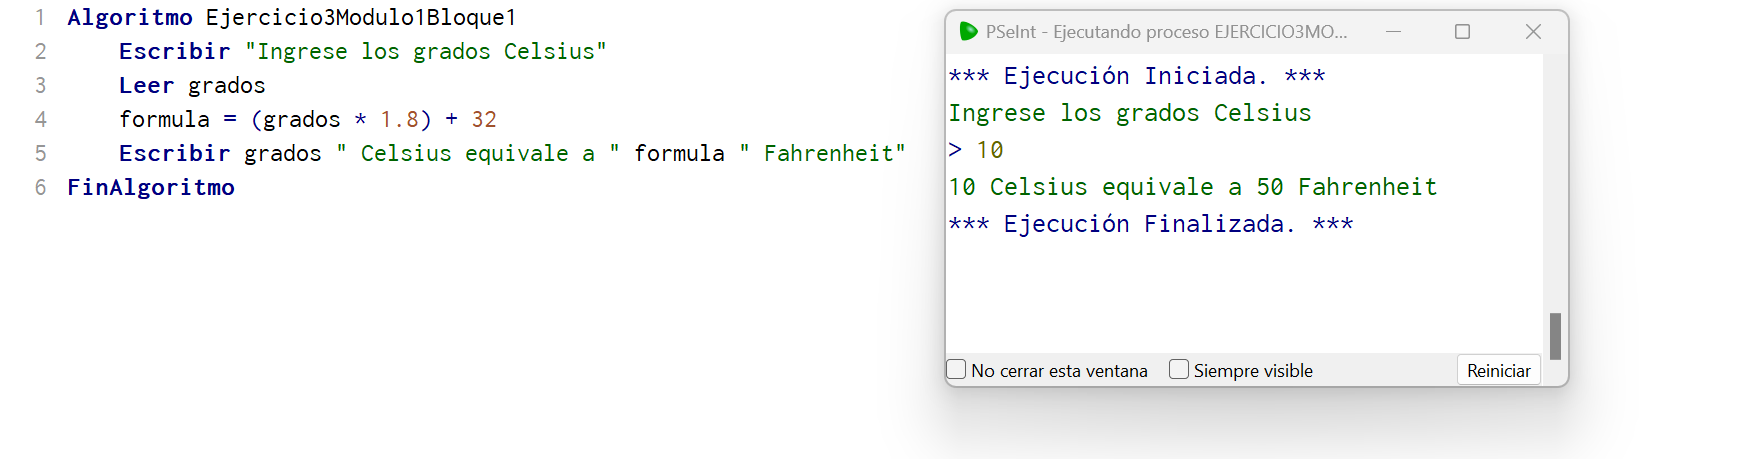 1 Algoritmo Ejercicio3Modulo1Bloque1
2 Escribir "Ingrese los grados Celsius"
3 Leer grados
4 formula = (grados * 1.8) + 32
5 Escribir grados " Celsius equivale a " formula " Fahrenheit"
6 FinAlgoritmo
PSeInt - Ejecutando proceso EJERCICIO3MO...
*** Ejecución Iniciada. ***
Ingrese los grados Celsius
> 10
10 Celsius equivale a 50 Fahrenheit
*** Ejecución Finalizada. ***
No cerrar esta ventana Siempre visible Reiniciar